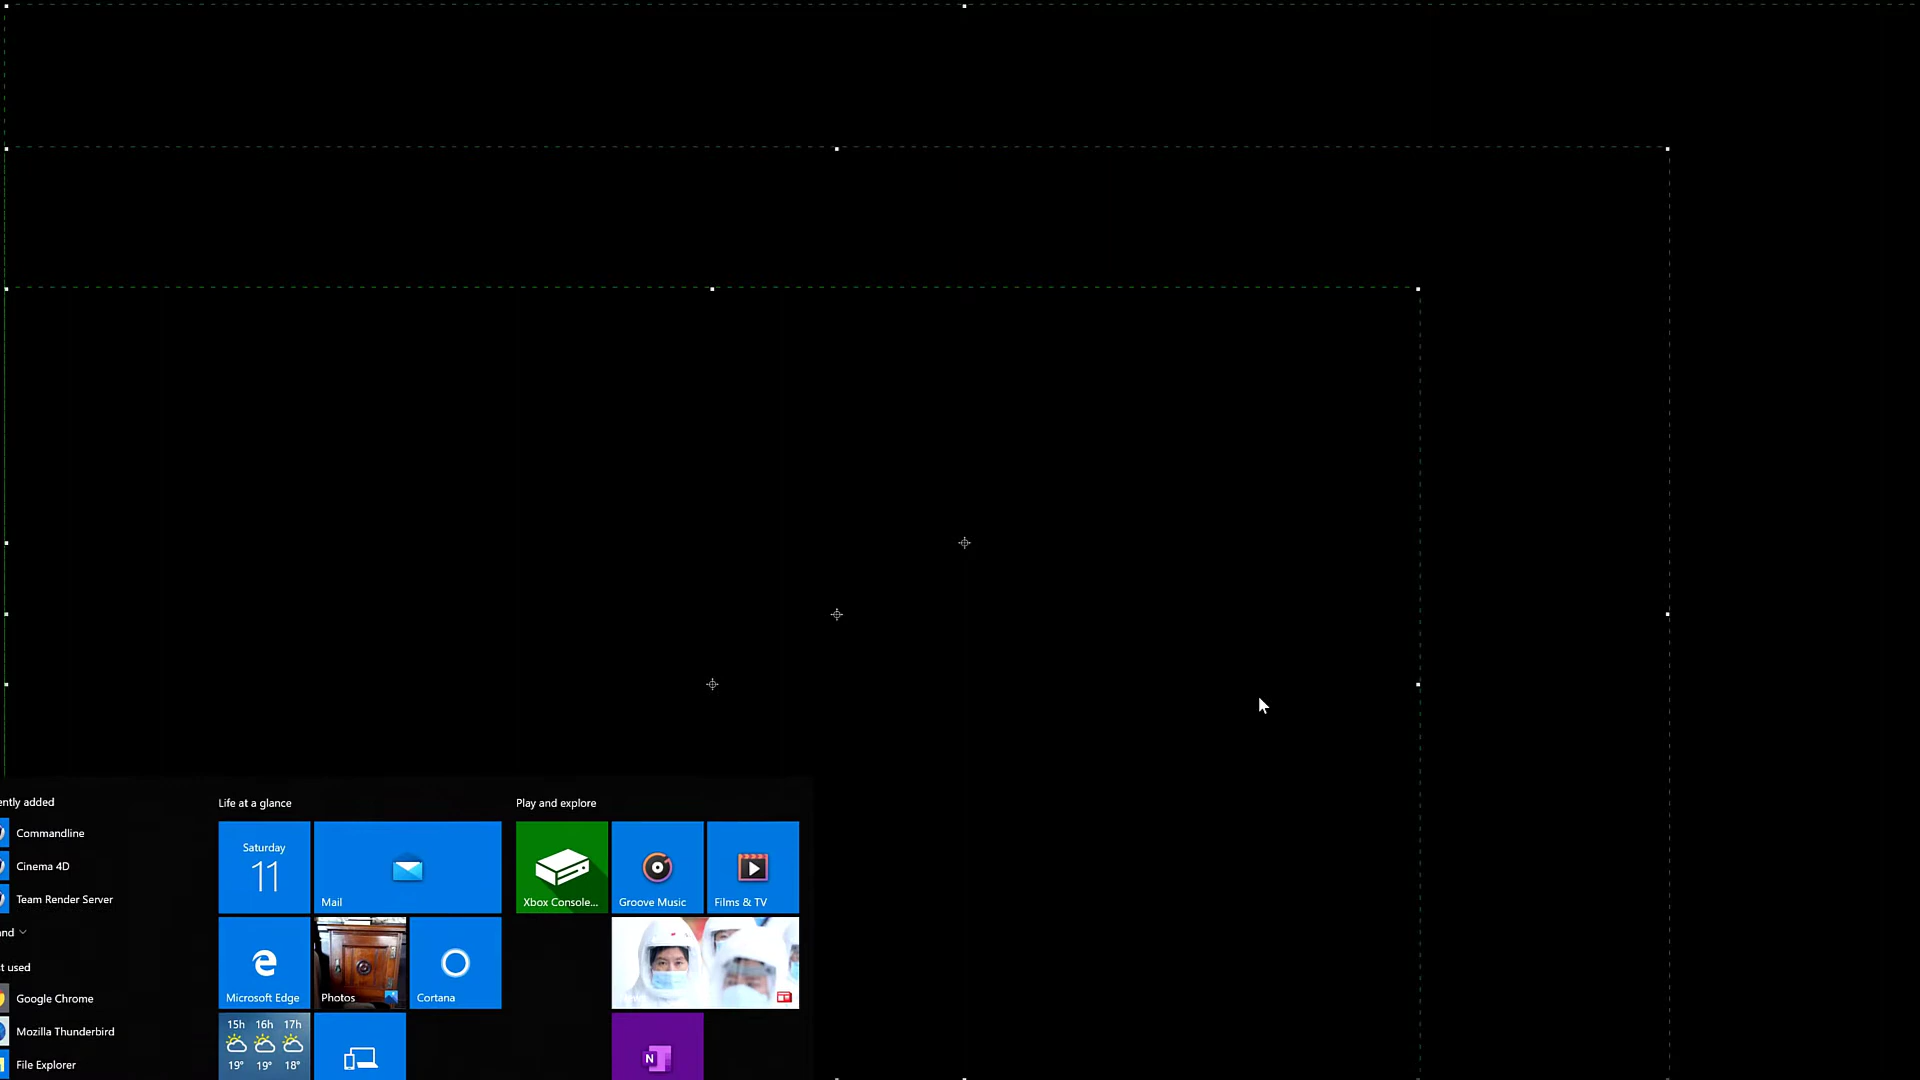 ently added
Life at a glance
Play and explore
Commandline
Cinema 4D
Team Render Server
and
t used
Google Chrome
Mozilla Thunderbird
File Explorer
Saturday
11
Mail
Microsoft Edge
Photos
Cortana
15h 16h 17h
19° 19° 18°
Xbox Console...
Groove Music
Films & TV
N